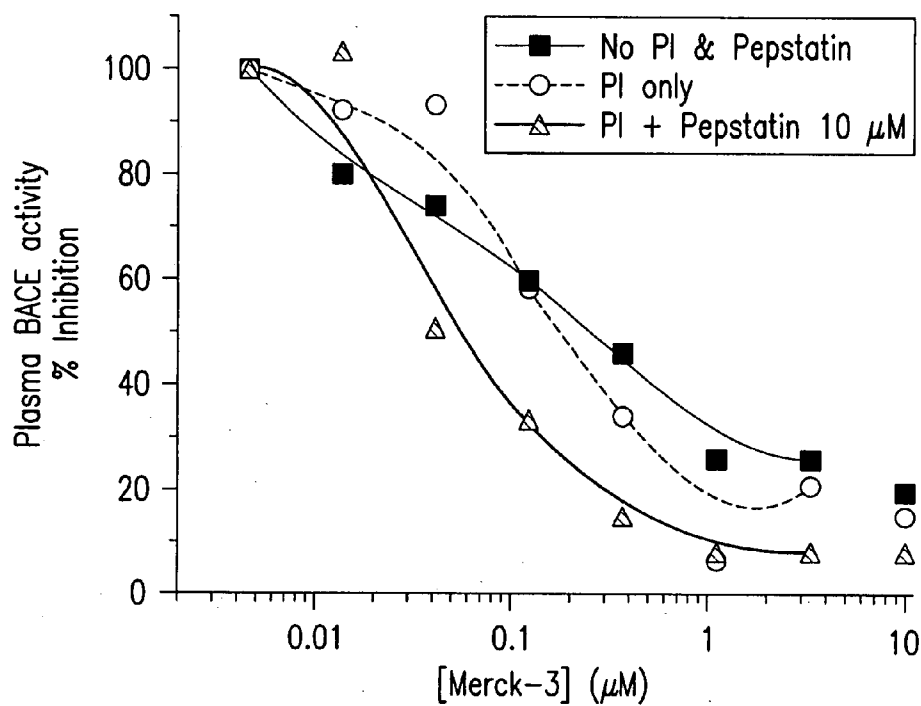 No PI & Pepstatin
PI only
PI + Pepstatin 10 μM
Plasma BACE activity
% Inhibition
100
80
60
40
20
0
0.01
0.1
1
10
[Merck-3] (μM)